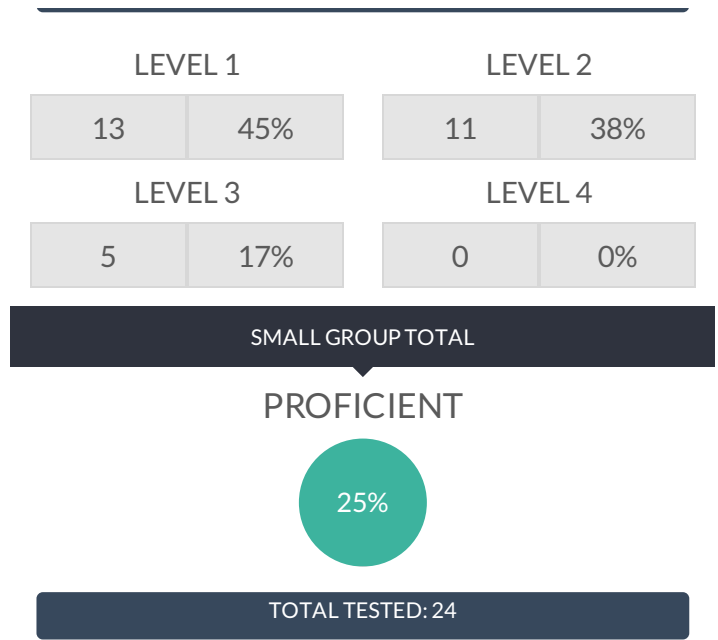 LEVEL 1 LEVEL 2
13 45% 11 38%
LEVEL 3 LEVEL 4
5 17% 0 0%
SMALL GROUP TOTAL
PROFICIENT
25%
TOTAL TESTED: 24